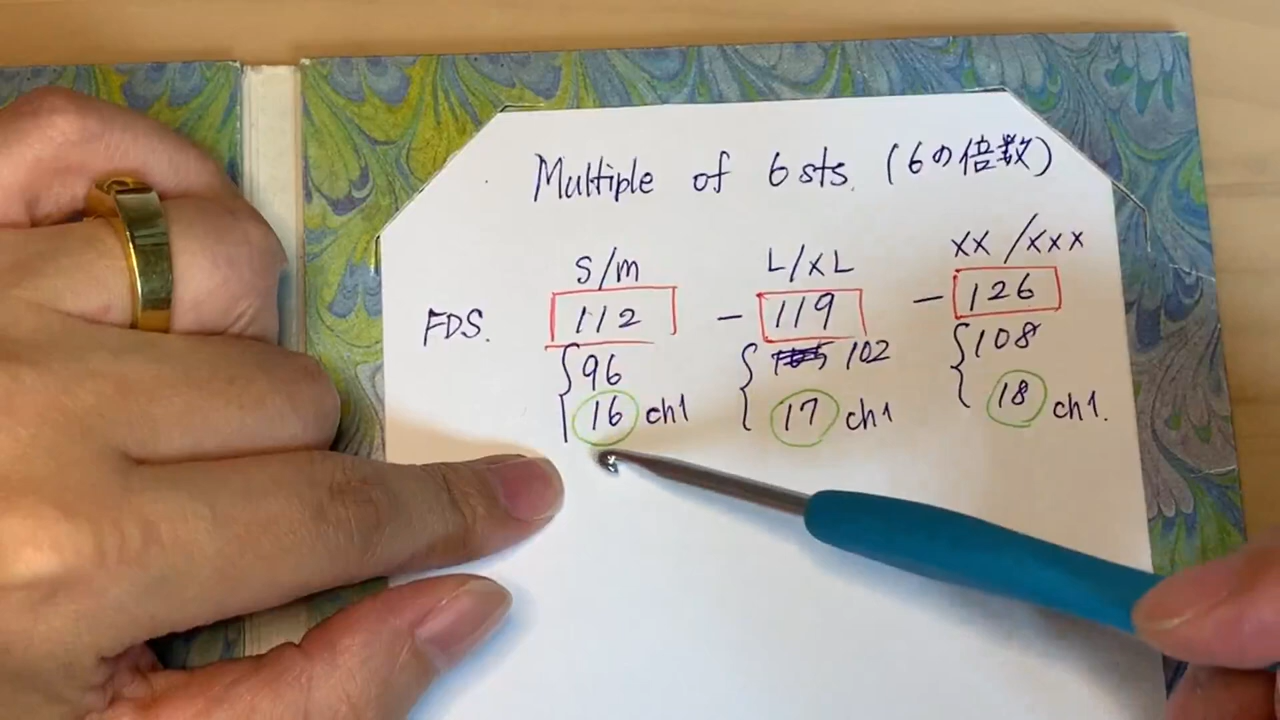 Multiple of 6 sts. (6の倍数)
S/m L/XL XX/XXX
FDS. 112 - 119 - 126
96 102 108
16 ch1 17 ch1 18 ch1.